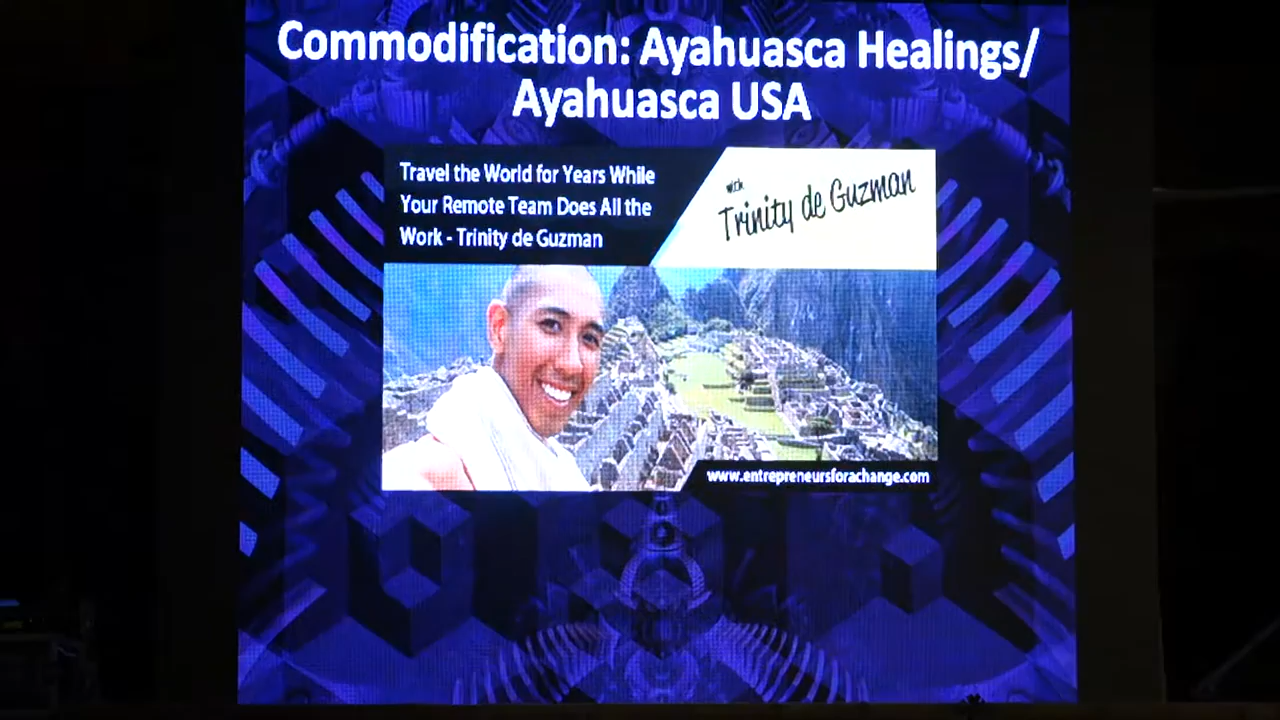 Commodification: Ayahuasca Healings/
Ayahuasca USA
Travel the World for Years While
Your Remote Team Does All the
Work - Trinity de Guzman
with
Trinity de Guzman
www.entrepreneursforachange.com